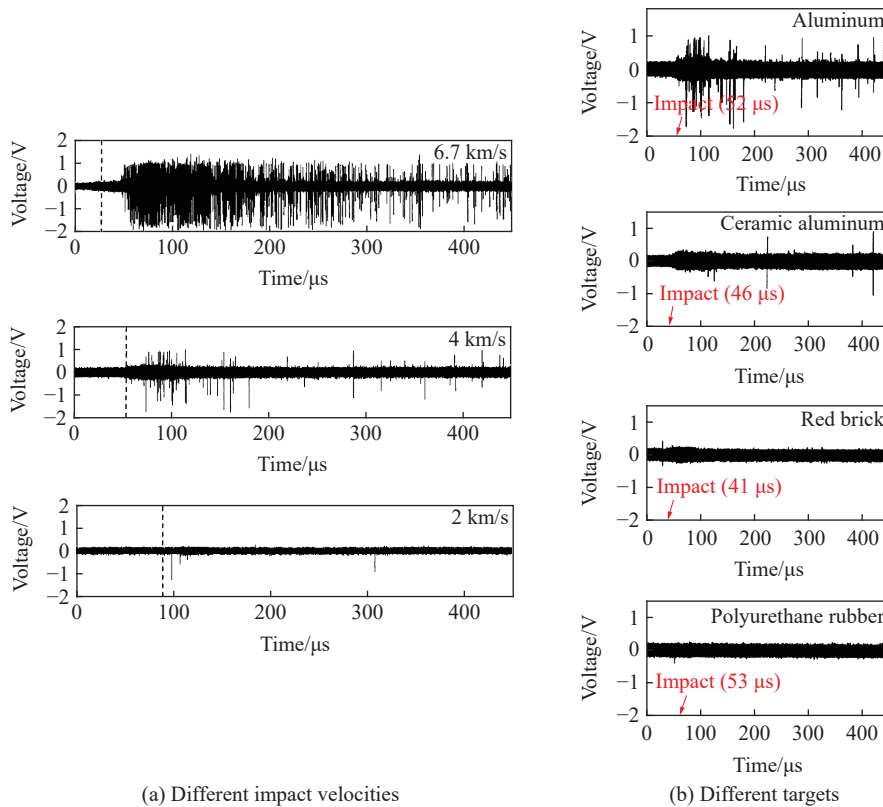 2
1
0
−1
−2
Voltage/V
6.7 km/s
0
100
200
300
400
Time/μs
2
1
0
−1
−2
Voltage/V
4 km/s
0
100
200
300
400
Time/μs
2
1
0
−1
−2
Voltage/V
2 km/s
0
100
200
300
400
Time/μs
(a) Different impact velocities
1
0
−1
−2
Voltage/V
Aluminum
Impact (52 μs)
0
100
200
300
400
Time/μs
1
0
−1
−2
Voltage/V
Ceramic aluminum
Impact (46 μs)
0
100
200
300
400
Time/μs
1
0
−1
−2
Voltage/V
Red brick
Impact (41 μs)
0
100
200
300
400
Time/μs
1
0
−1
−2
Voltage/V
Polyurethane rubber
Impact (53 μs)
0
100
200
300
400
Time/μs
(b) Different targets